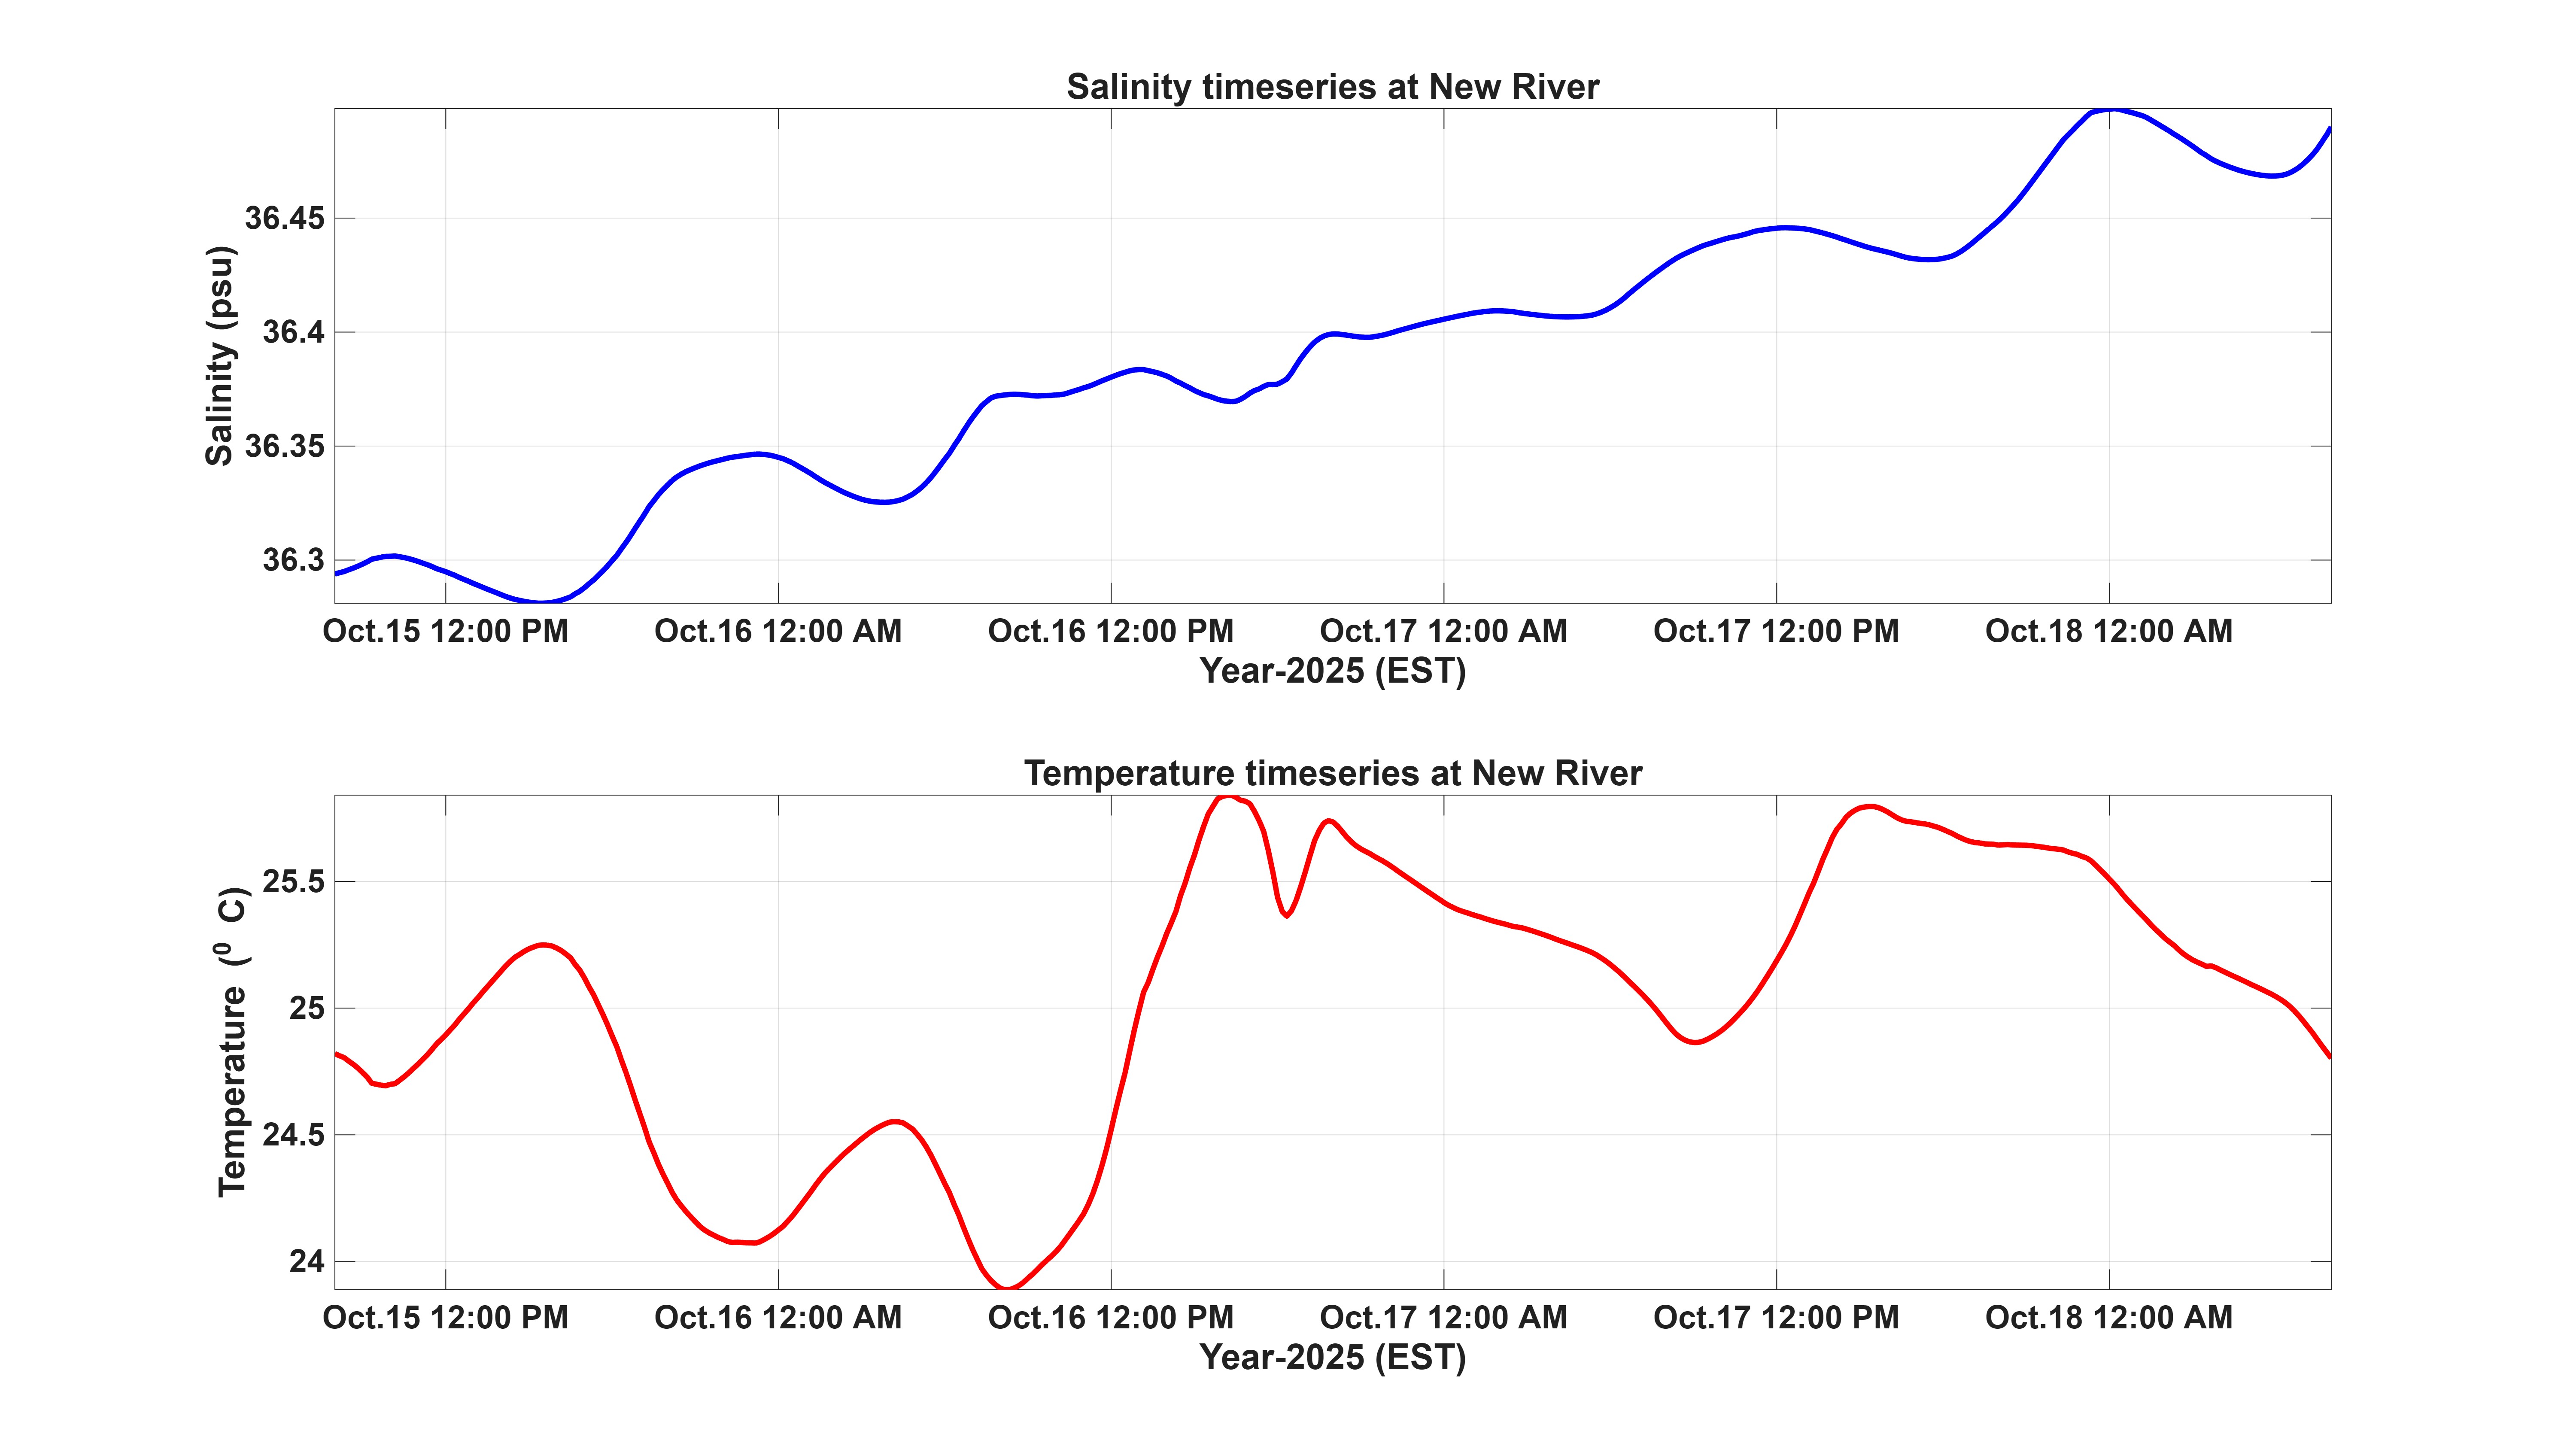 Salinity timeseries at New River
Salinity (psu)
36.45
36.4
36.35
36.3
Oct.15 12:00 PM Oct.16 12:00 AM Oct.16 12:00 PM Oct.17 12:00 AM Oct.17 12:00 PM Oct.18 12:00 AM
Year-2025 (EST)
Temperature timeseries at New River
Temperature (⁰ C)
25.5
25
24.5
24
Oct.15 12:00 PM Oct.16 12:00 AM Oct.16 12:00 PM Oct.17 12:00 AM Oct.17 12:00 PM Oct.18 12:00 AM
Year-2025 (EST)